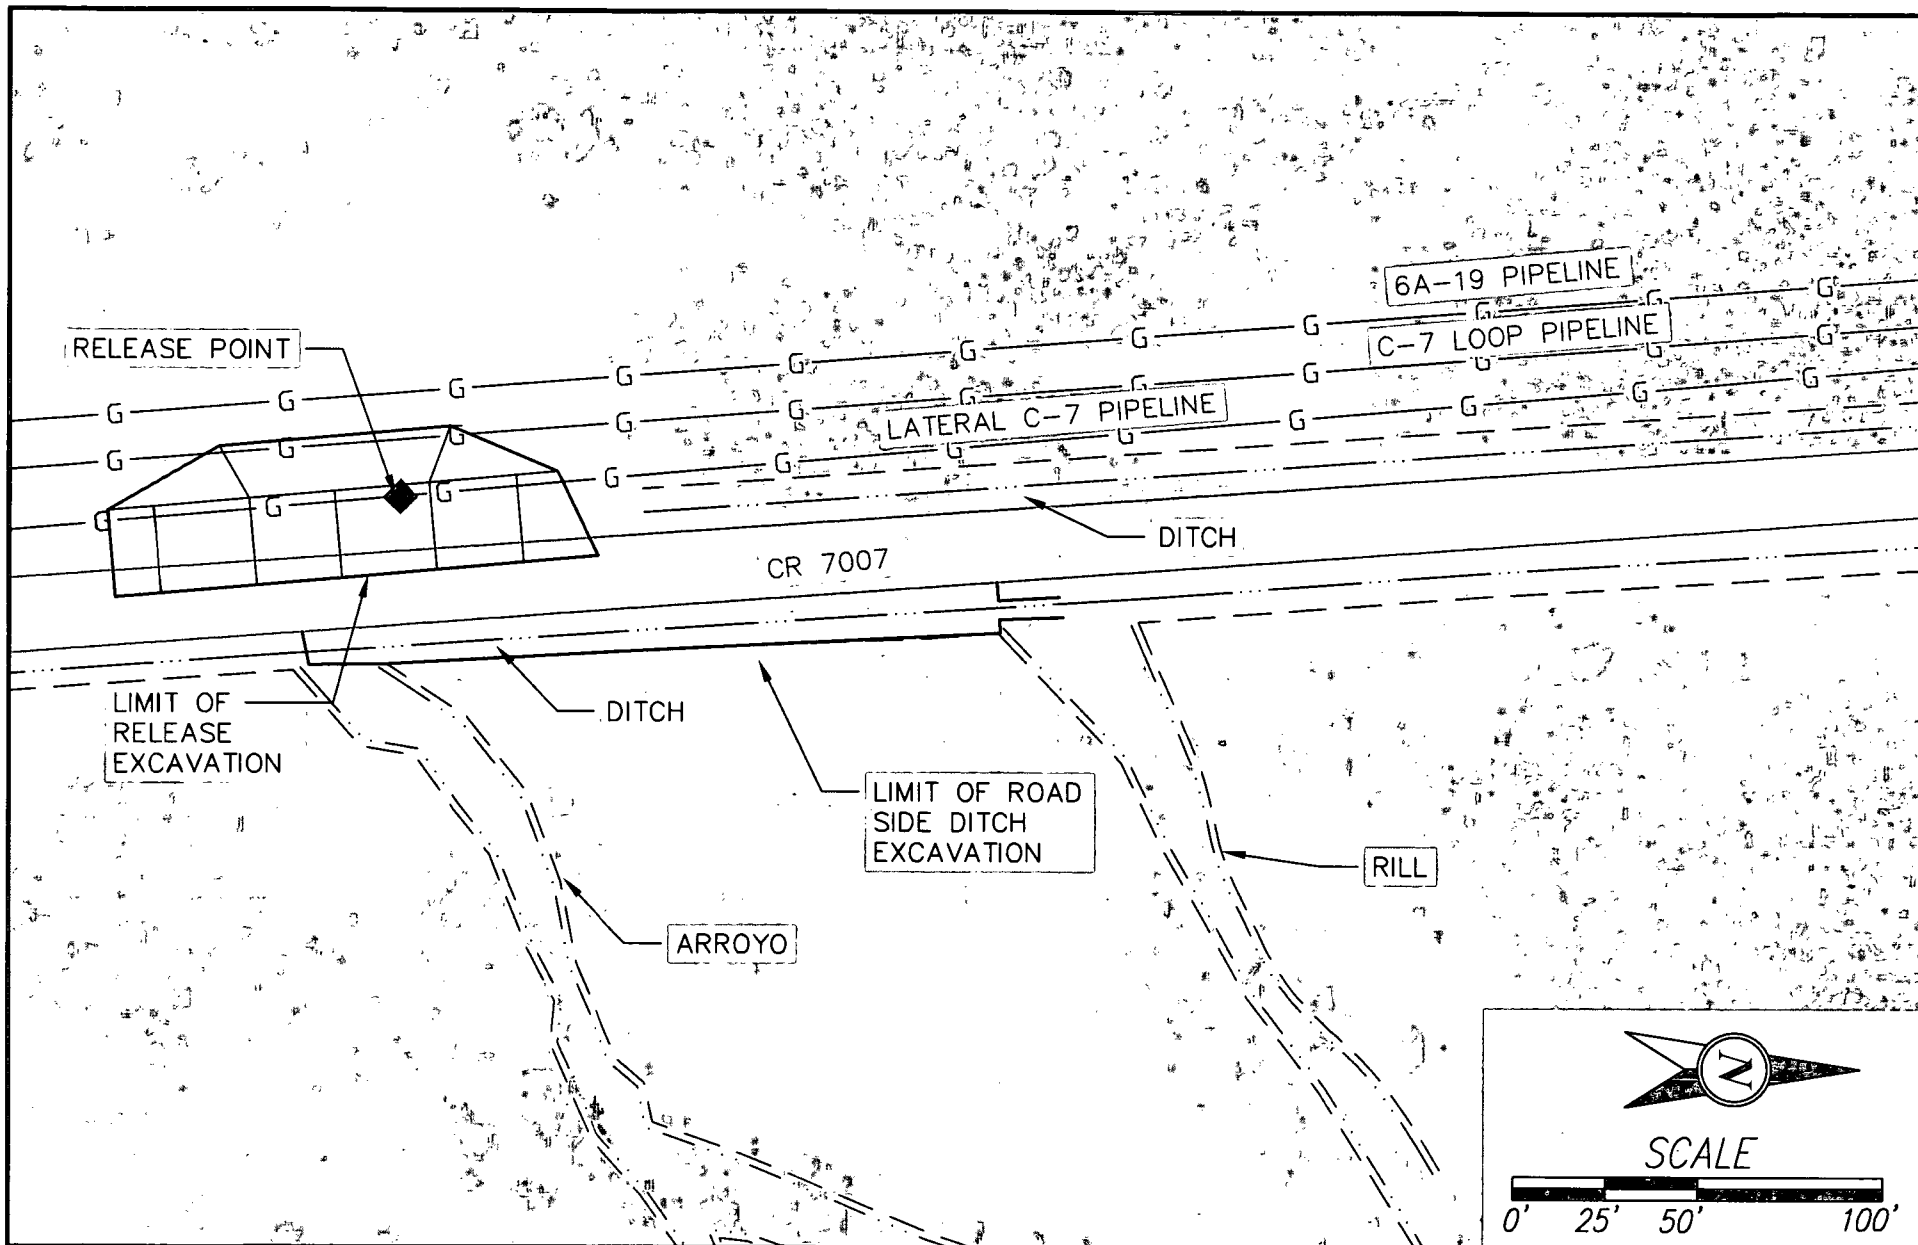 6A-19 PIPELINE
C-7 LOOP PIPELINE
RELEASE POINT
LATERAL C-7 PIPELINE
G G G G G G G G G G G
G G G G G G G G G G G
G G G G G G G G G G G
DITCH
CR 7007
LIMIT OF
RELEASE
EXCAVATION
DITCH
LIMIT OF ROAD
SIDE DITCH
EXCAVATION
RILL
ARROYO
N
SCALE
0' 25' 50' 100'